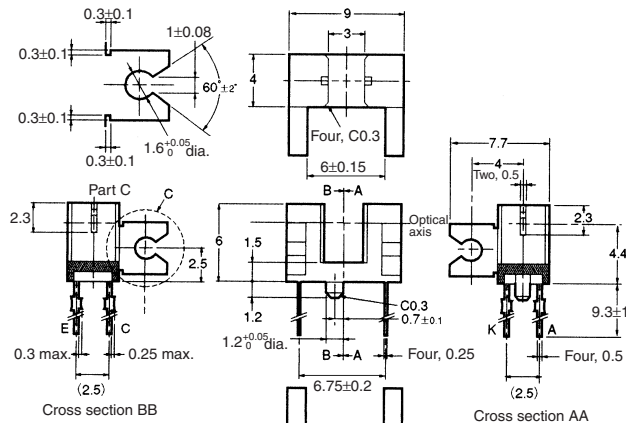 0.3±0.1
1±0.08
0.3±0.1
60°±2°
0.3±0.1
0.3±0.1
1.6 +0.05 0 dia.
9
3
4
Four, C0.3
6±0.15
7.7
4
Two, 0.5
2.3
4.4
9.3±1
K
A
Four, 0.5
(2.5)
Cross section AA
Part C
C
2.3
2.5
E
C
0.3 max.
0.25 max.
(2.5)
Cross section BB
B
A
Optical
axis
6
1.5
1.2
C0.3
0.7±0.1
1.2 +0.05 0 dia.
B
A
Four, 0.25
6.75±0.2